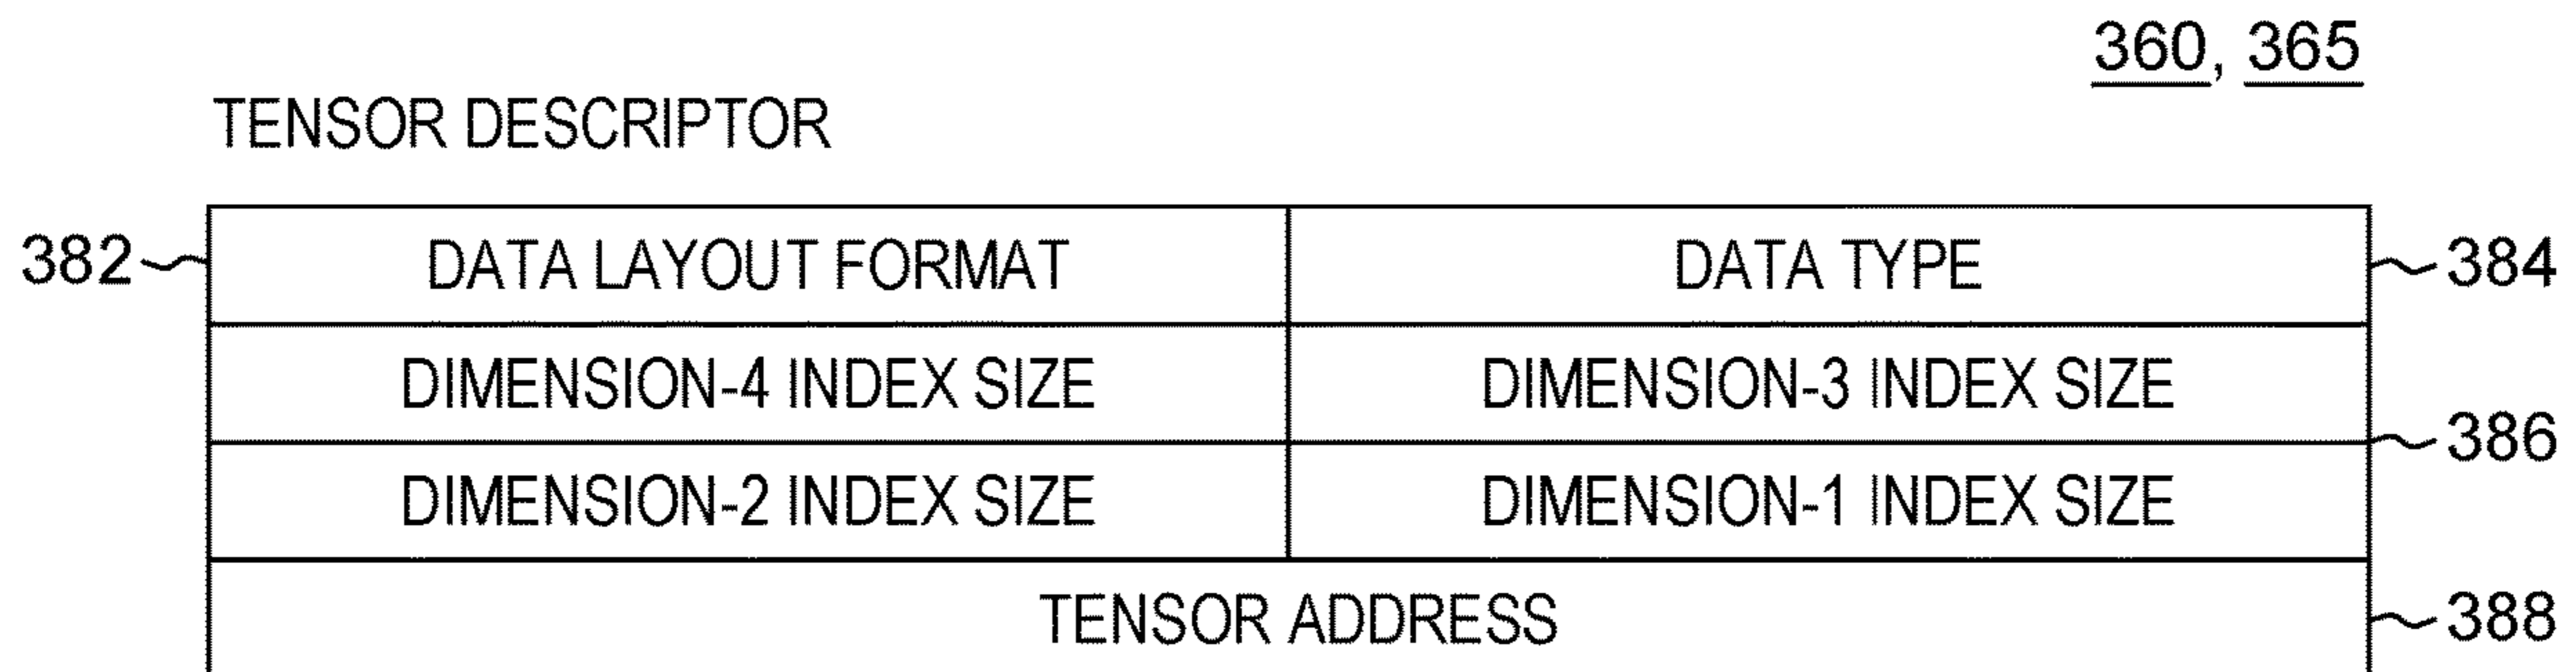 360, 365
TENSOR DESCRIPTOR
382 DATA LAYOUT FORMAT DATA TYPE 384
DIMENSION-4 INDEX SIZE DIMENSION-3 INDEX SIZE
386
DIMENSION-2 INDEX SIZE DIMENSION-1 INDEX SIZE
TENSOR ADDRESS 388